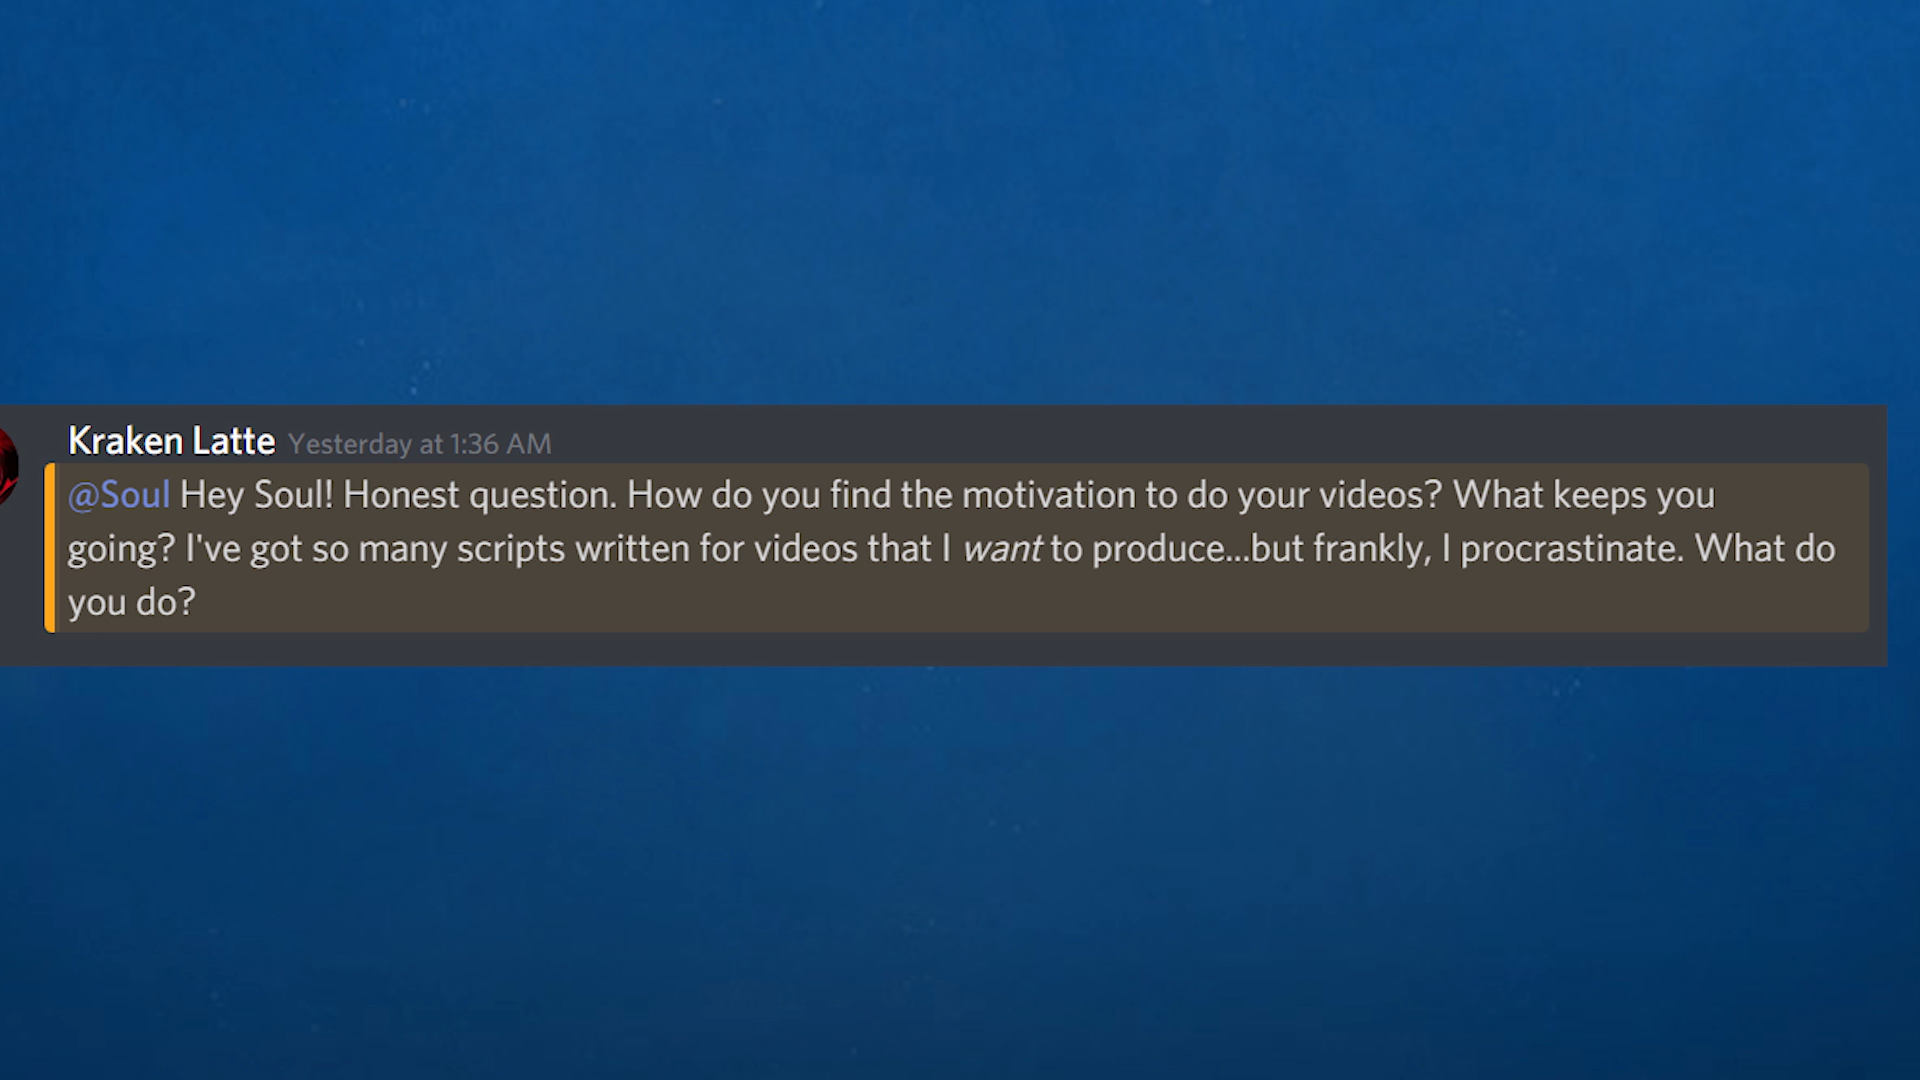 Kraken Latte Yesterday at 1:36 AM
@Soul Hey Soul! Honest question. How do you find the motivation to do your videos? What keeps you
going? I've got so many scripts written for videos that I want to produce...but frankly, I procrastinate. What do
you do?